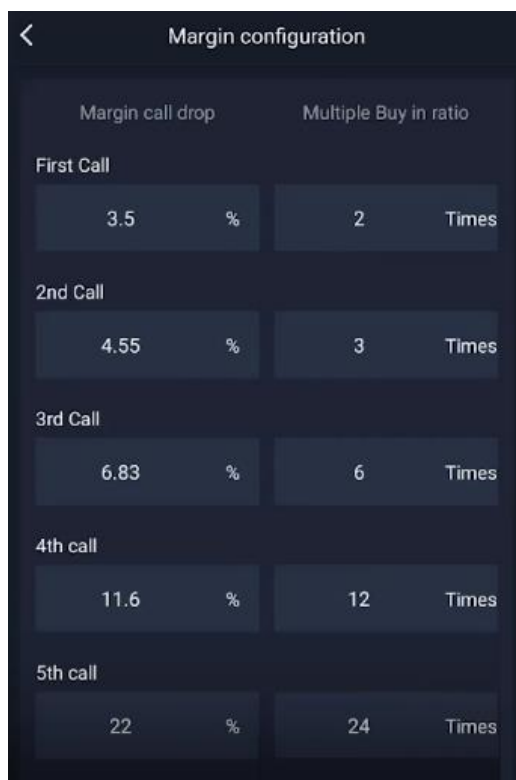 Margin configuration
Margin call drop Multiple Buy in ratio
First Call
3.5 % 2 Times
2nd Call
4.55 % 3 Times
3rd Call
6.83 % 6 Times
4th call
11.6 % 12 Times
5th call
22 % 24 Times